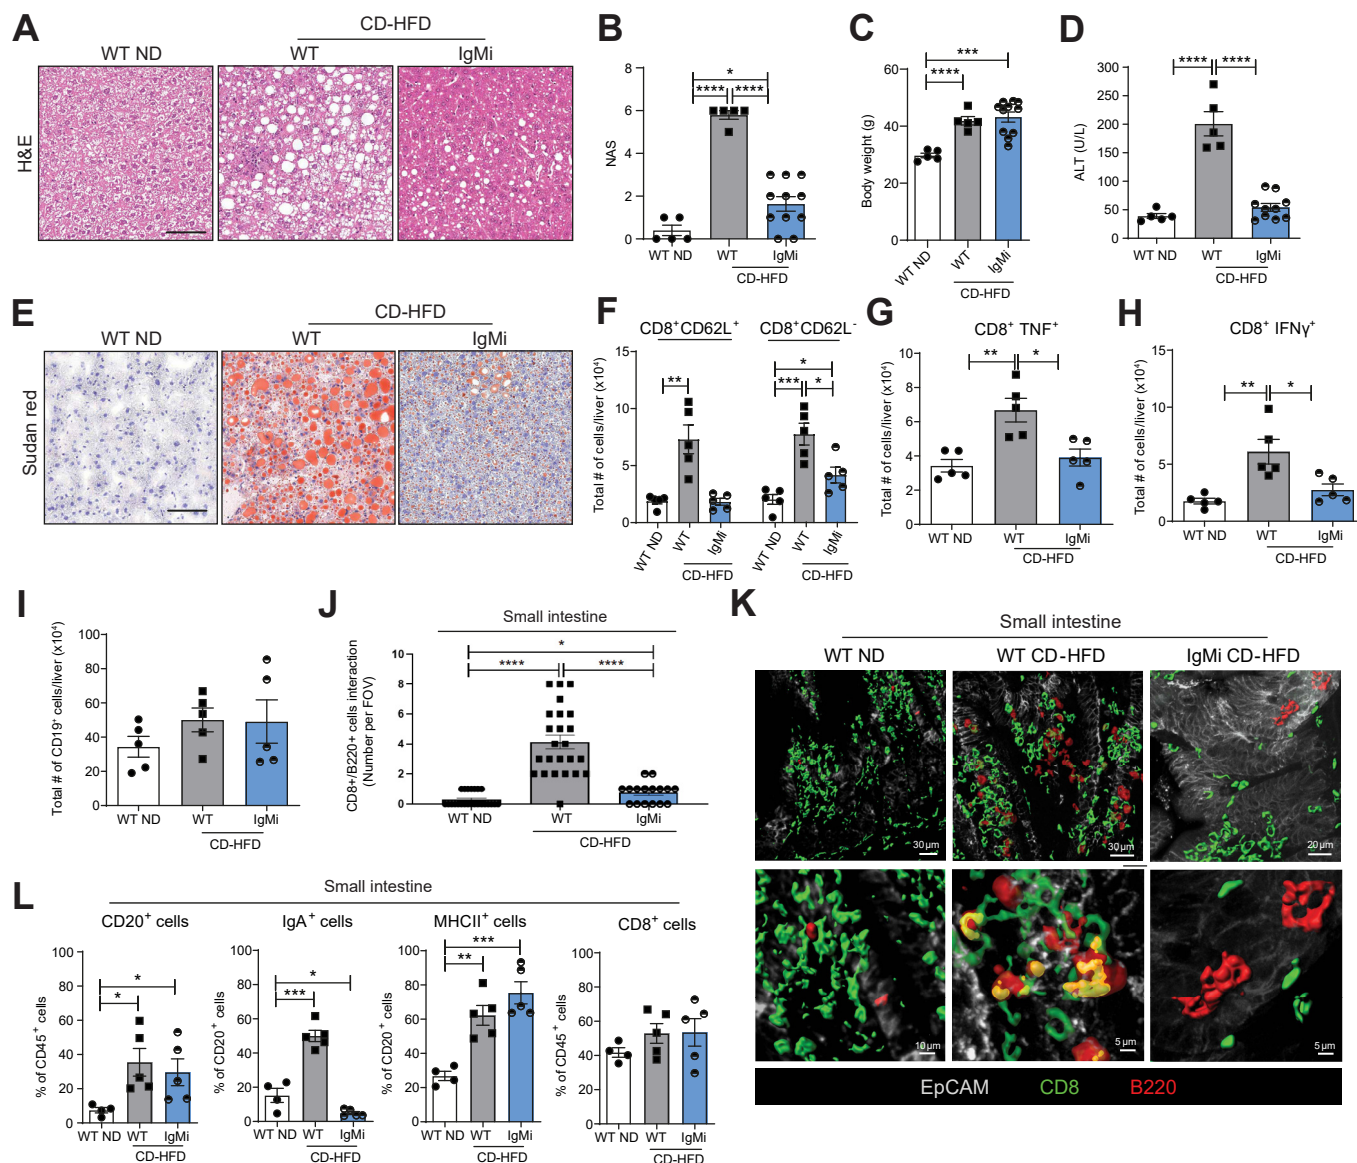 A
CD-HFD
WT ND
WT
IgMi
H&E
B
NAS
8
6
4
2
0
*
**** ****
WT ND
WT
IgMi
CD-HFD
C
Body weight (g)
60
40
20
0
***
****
WT ND
WT
IgMi
CD-HFD
D
ALT (U/L)
300
250
200
150
100
50
0
**** ****
WT ND
WT
IgMi
CD-HFD
E
CD-HFD
WT ND
WT
IgMi
Sudan red
F
CD8+CD62L+
CD8+CD62L-
Total # of cells/liver (x10⁴)
15
10
5
0
**
*
*** *
WT ND
WT
IgMi
WT ND
WT
IgMi
CD-HFD
CD-HFD
G
CD8+ TNF+
Total # of cells/liver (x10⁴)
10
8
6
4
2
0
** *
WT ND
WT
IgMi
CD-HFD
H
CD8+ IFNγ+
Total # of cells/liver (x10⁴)
15
10
5
0
** *
WT ND
WT
IgMi
CD-HFD
I
Total # of CD19+ cells/liver (x10⁴)
100
80
60
40
20
0
WT ND
WT
IgMi
CD-HFD
J
Small intestine
CD8+/B220+ cells interaction
(Number per FOV)
10
8
6
4
2
0
*
**** ****
WT ND
WT
IgMi
CD-HFD
K
Small intestine
WT ND
WT CD-HFD
IgMi CD-HFD
30 µm
30 µm
20 µm
10 µm
5 µm
5 µm
EpCAM
CD8
B220
L
Small intestine
CD20+ cells
% of CD45+ cells
100
80
60
40
20
0
*
*
WT ND
WT
IgMi
CD-HFD
IgA+ cells
% of CD20+ cells
100
80
60
40
20
0
*
***
WT ND
WT
IgMi
CD-HFD
MHCII+ cells
% of CD20+ cells
100
80
60
40
20
0
***
**
WT ND
WT
IgMi
CD-HFD
CD8+ cells
% of CD45+ cells
100
80
60
40
20
0
WT ND
WT
IgMi
CD-HFD